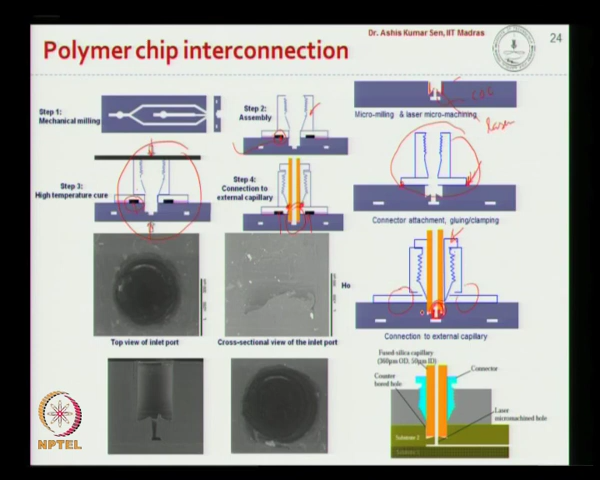 Dr. Ashis Kumar Sen, IIT Madras
24
Polymer chip interconnection
Step 1:
Mechanical milling
Step 2:
Assembly
COC
laser
Micro-milling & laser micro-machining
Step 3:
High temperature cure
Step 4:
Connection to
external capillary
Connector attachment, gluing/clamping
Ho
Top view of inlet port
Cross-sectional view of the inlet port
Connection to external capillary
Fused silica capillary
(360µm OD, 50µm ID)
Connector
Counter
bored hole
Laser
micromachined hole
Substrate 2
NPTEL